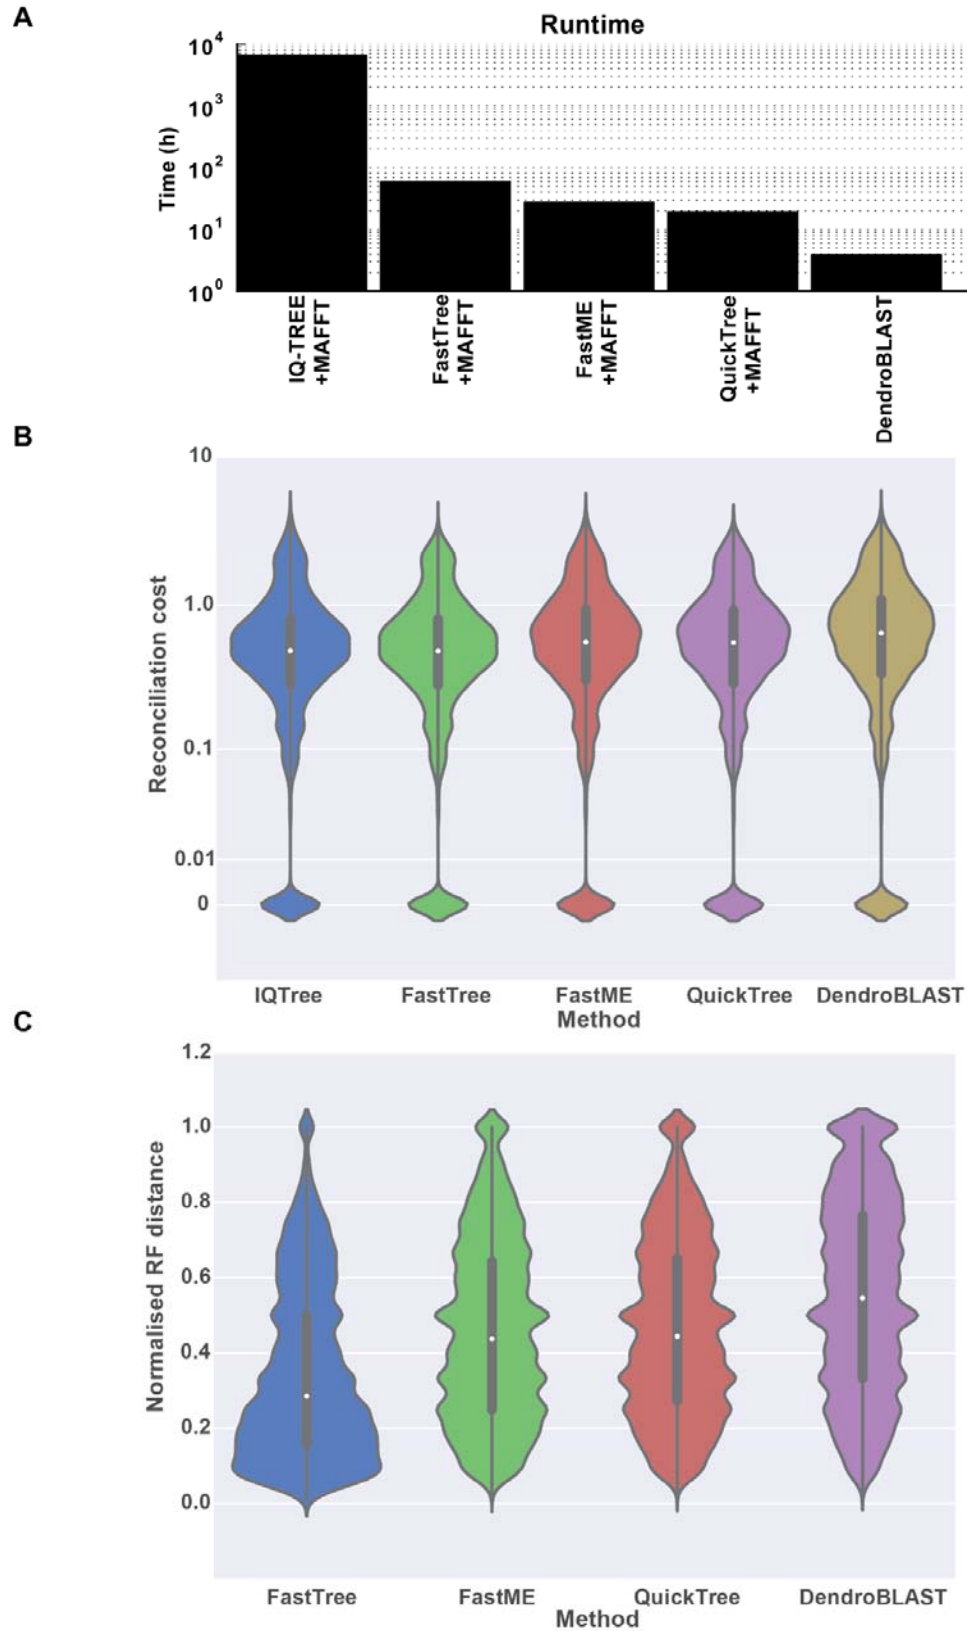 A
Runtime
Time (h)
10^4
10^3
10^2
10^1
10^0
IQ-TREE
+MAFFT
FastTree
+MAFFT
FastME
+MAFFT
QuickTree
+MAFFT
DendroBLAST
B
Reconciliation cost
10
1.0
0.1
0.01
0
IQTree FastTree FastME QuickTree DendroBLAST
Method
C
Normalised RF distance
1.2
1.0
0.8
0.6
0.4
0.2
0.0
FastTree FastME QuickTree DendroBLAST
Method